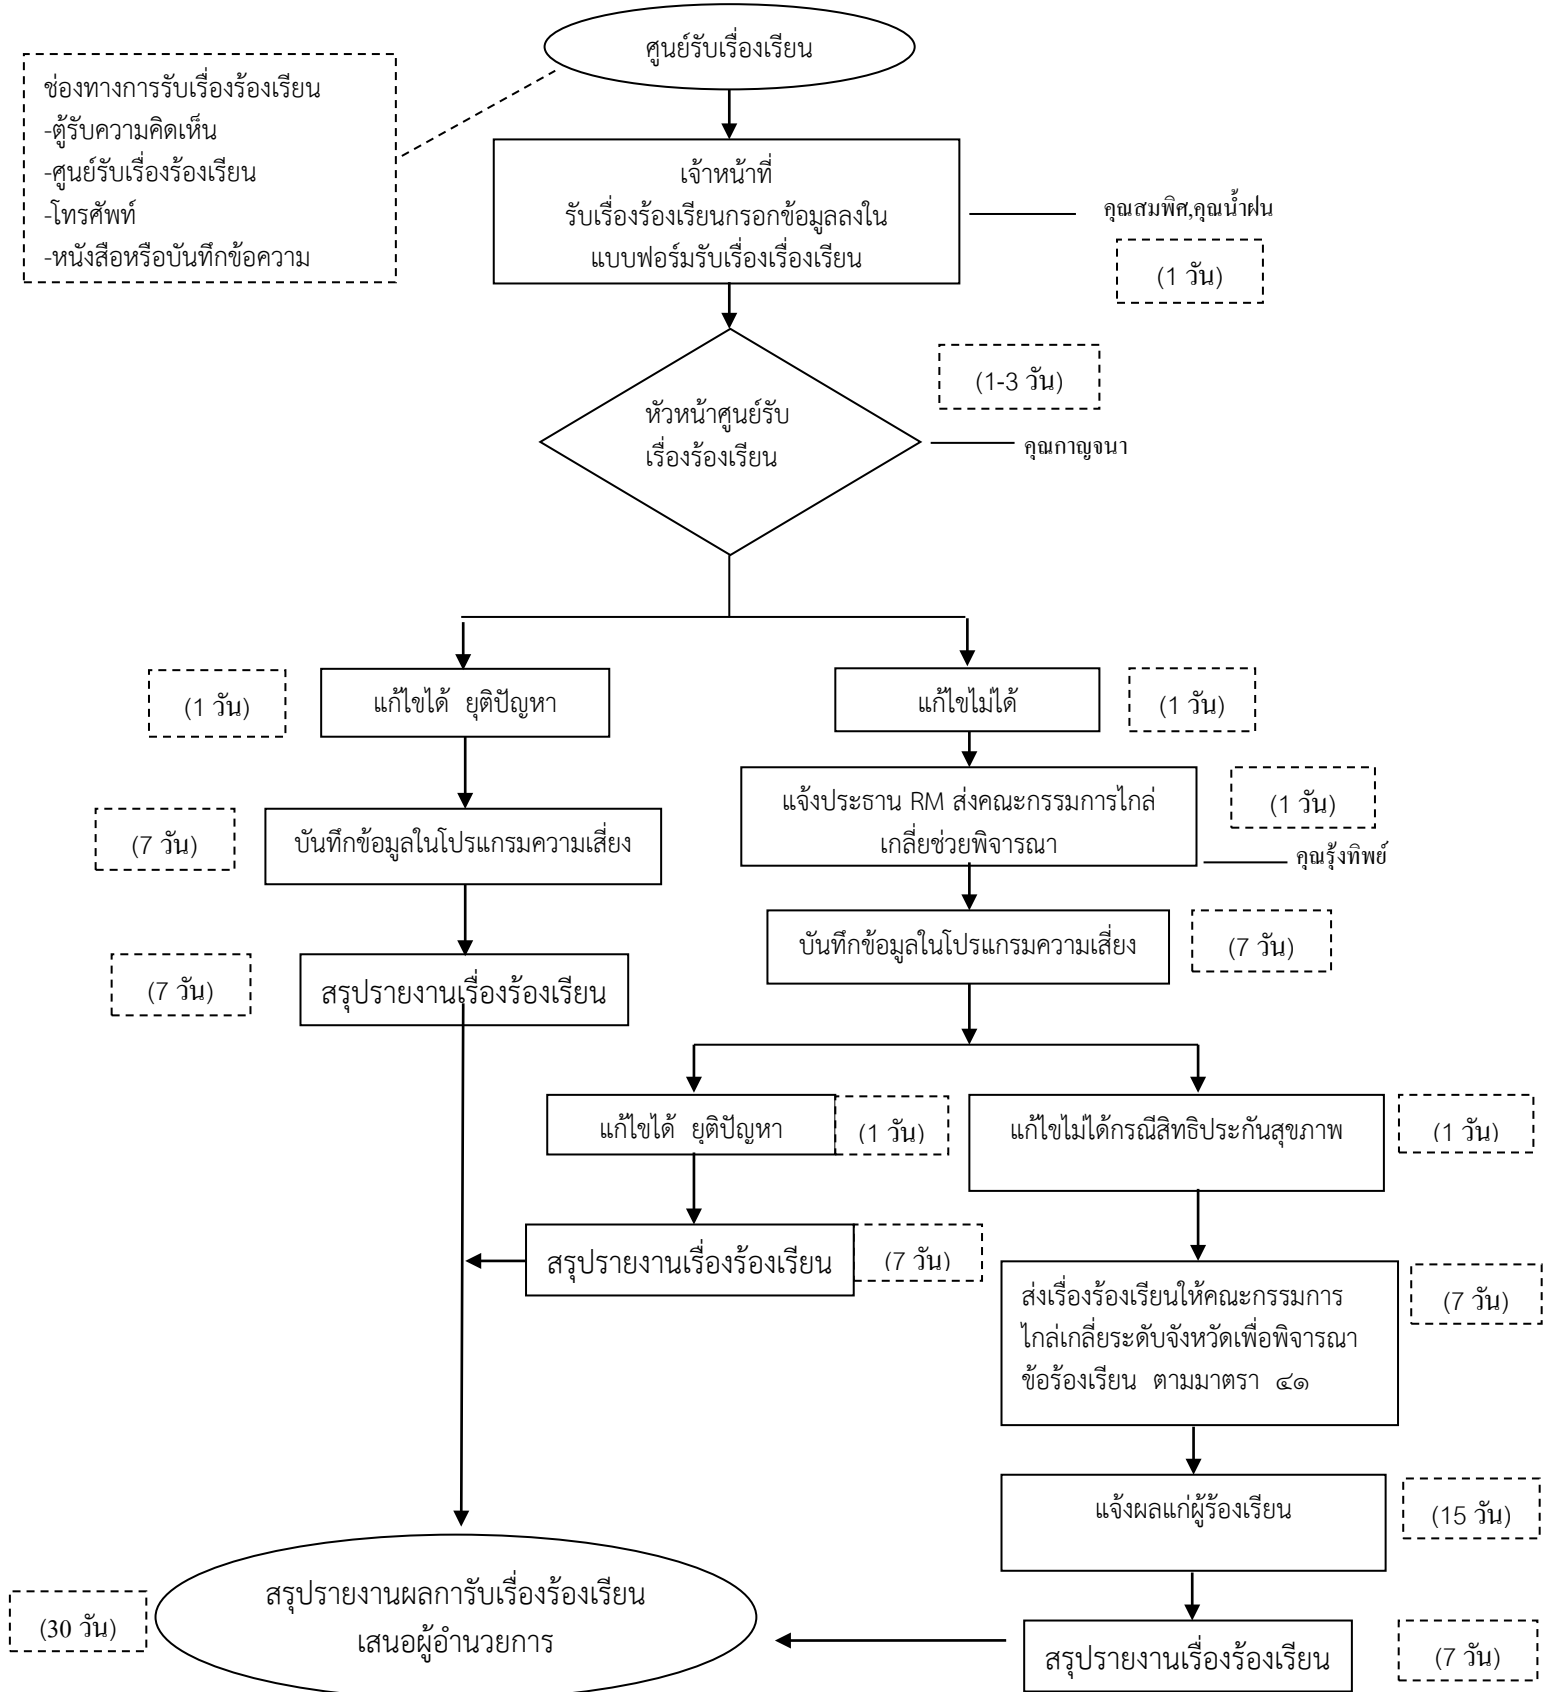 ศูนย์รับเรื่องเรียน
ช่องทางการรับเรื่องร้องเรียน
-ตู้รับความคิดเห็น
-ศูนย์รับเรื่องร้องเรียน
-โทรศัพท์
-หนังสือหรือบันทึกข้อความ
เจ้าหน้าที่
รับเรื่องร้องเรียนกรอกข้อมูลลงใน
แบบฟอร์มรับเรื่องเรื่องเรียน
คุณสมพิศ,คุณน้ำฝน
(1 วัน)
(1-3 วัน)
หัวหน้าศูนย์รับ
เรื่องร้องเรียน
คุณกาญจนา
(1 วัน)
แก้ไขได้ ยุติปัญหา
แก้ไขไม่ได้
(1 วัน)
(7 วัน)
บันทึกข้อมูลในโปรแกรมความเสี่ยง
แจ้งประธาน RM ส่งคณะกรรมการไกล่
เกลี่ยช่วยพิจารณา
(1 วัน)
คุณรุ้งทิพย์
บันทึกข้อมูลในโปรแกรมความเสี่ยง
(7 วัน)
(7 วัน)
สรุปรายงานเรื่องร้องเรียน
แก้ไขได้ ยุติปัญหา
(1 วัน)
แก้ไขไม่ได้กรณีสิทธิประกันสุขภาพ
(1 วัน)
สรุปรายงานเรื่องร้องเรียน
(7 วัน)
ส่งเรื่องร้องเรียนให้คณะกรรมการ
ไกล่เกลี่ยระดับจังหวัดเพื่อพิจารณา
ข้อร้องเรียน ตามมาตรา ๔๑
(7 วัน)
แจ้งผลแก่ผู้ร้องเรียน
(15 วัน)
(30 วัน)
สรุปรายงานผลการับเรื่องร้องเรียน
เสนอผู้อำนวยการ
สรุปรายงานเรื่องร้องเรียน
(7 วัน)